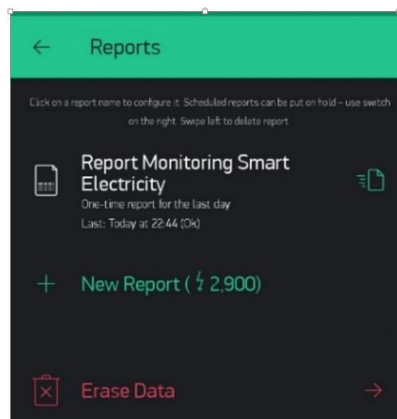 Reports
Click on a report name to configure it. Scheduled reports can be put on hold – use switch
on the right. Swipe left to delete report
Report Monitoring Smart
Electricity
One-time report for the last day
Last: Today at 22:44 (Ok)
New Report ( 2,900)
Erase Data